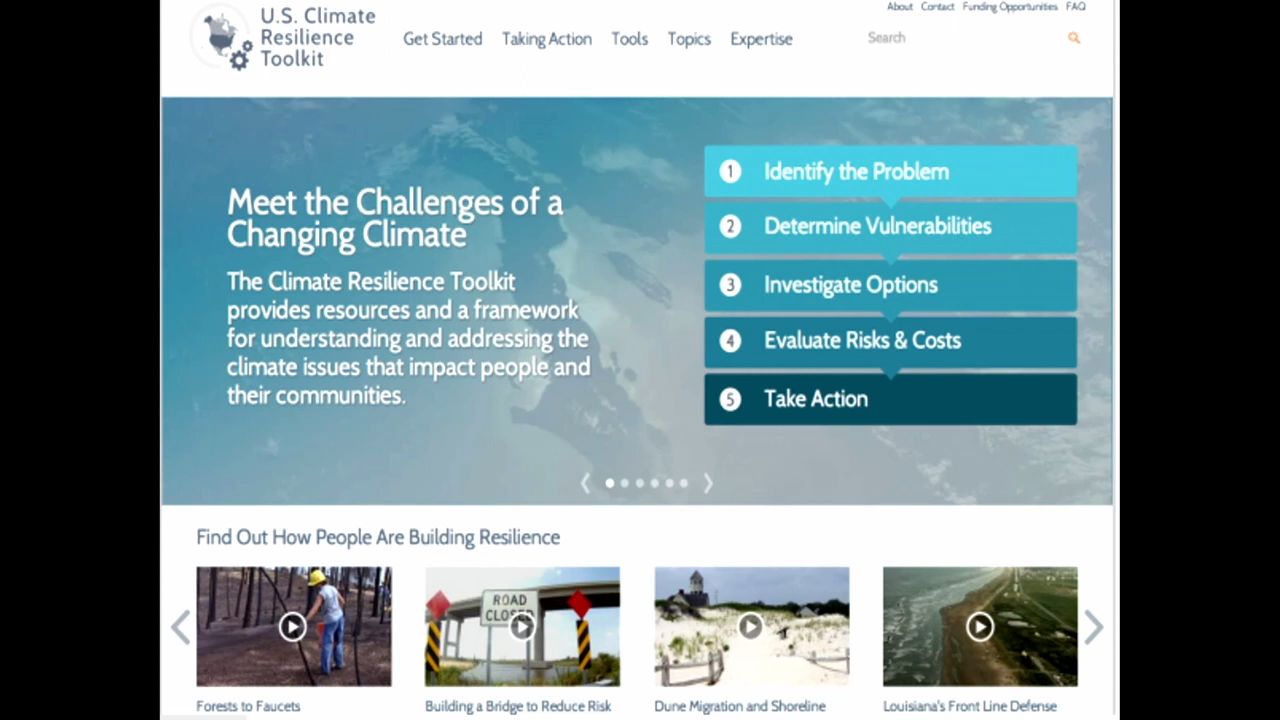 About Contact Funding Opportunities FAQ
U.S. Climate
Resilience
Toolkit
Get Started Taking Action Tools Topics Expertise
Search
Meet the Challenges of a
Changing Climate
The Climate Resilience Toolkit
provides resources and a framework
for understanding and addressing the
climate issues that impact people and
their communities.
1 Identify the Problem
2 Determine Vulnerabilities
3 Investigate Options
4 Evaluate Risks & Costs
5 Take Action
Find Out How People Are Building Resilience
ROAD
CLOSED
Forests to Faucets
Building a Bridge to Reduce Risk
Dune Migration and Shoreline
Louisiana's Front Line Defense